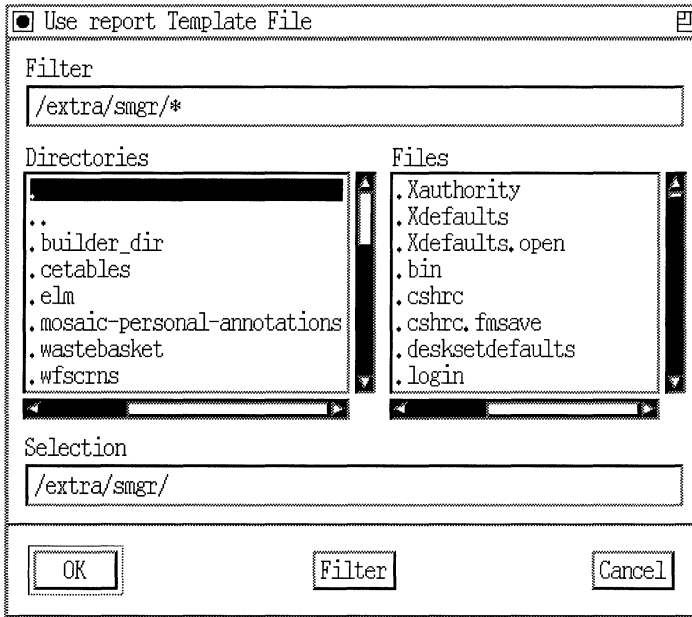 Use report Template File
Filter
/extra/smgr/*
Directories
.
..
.builder_dir
.cetables
.elm
.mosaic-personal-annotations
.wastebasket
.wfscrns
Files
.Xauthority
.Xdefaults
.Xdefaults.open
.bin
.cshrc
.cshrc.fmsave
.desksetdefaults
.login
Selection
/extra/smgr/
OK
Filter
Cancel